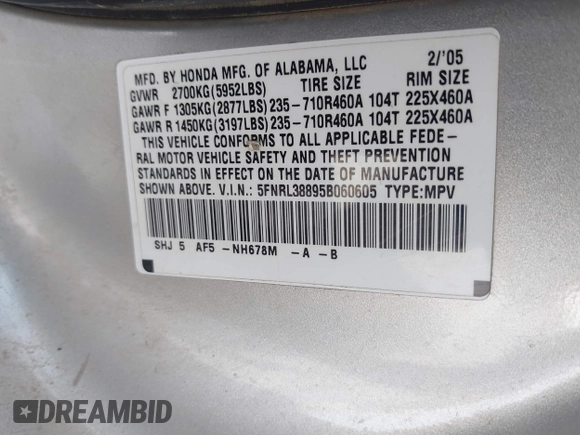 MFD. BY HONDA MFG. OF ALABAMA, LLC 2/'05
GVWR 2700KG(5952LBS) TIRE SIZE RIM SIZE
GAWR F 1305KG(2877LBS) 235-710R460A 104T 225X460A
GAWR R 1450KG(3197LBS) 235-710R460A 104T 225X460A
THIS VEHICLE CONFORMS TO ALL APPLICABLE FEDE-
RAL MOTOR VEHICLE SAFETY AND THEFT PREVENTION
STANDARDS IN EFFECT ON THE DATE OF MANUFACTURE
SHOWN ABOVE. V.I.N.: 5FNRL38895B060605 TYPE:MPV
SHJ 5 AF5 -NH678M -A -B
DREAMBID